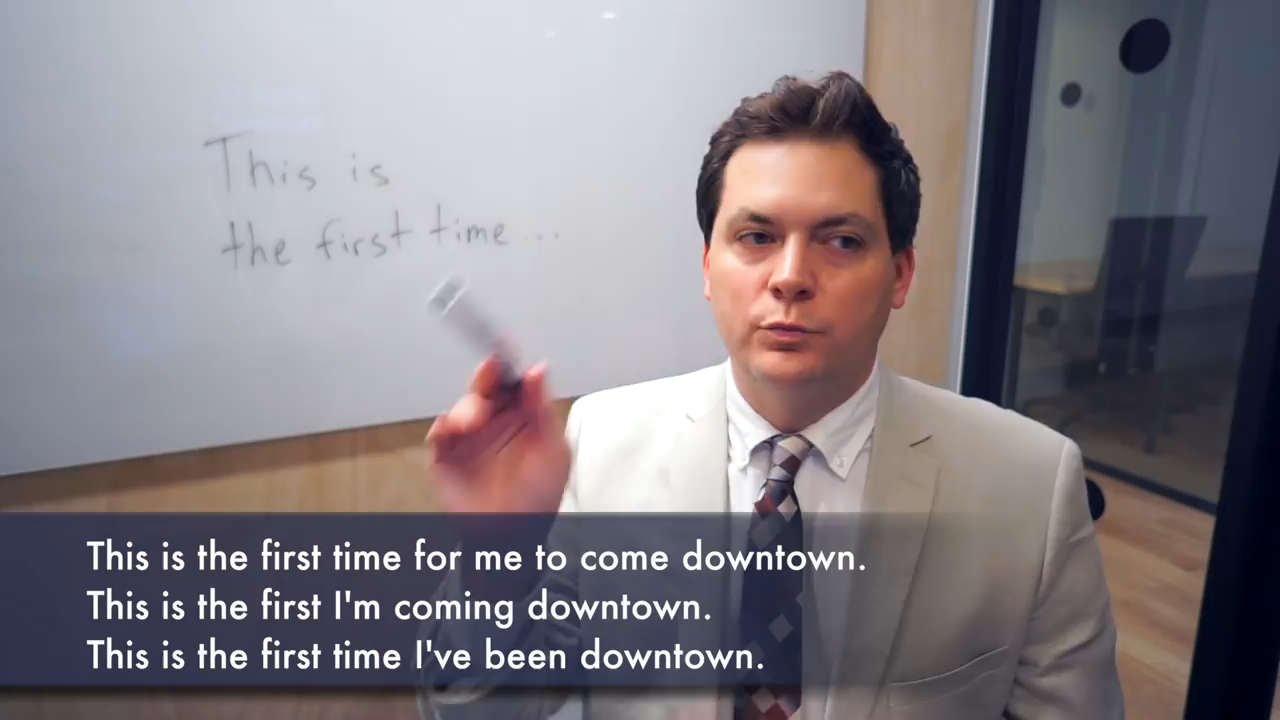 This is
the first time...
This is the first time for me to come downtown.
This is the first I'm coming downtown.
This is the first time I've been downtown.